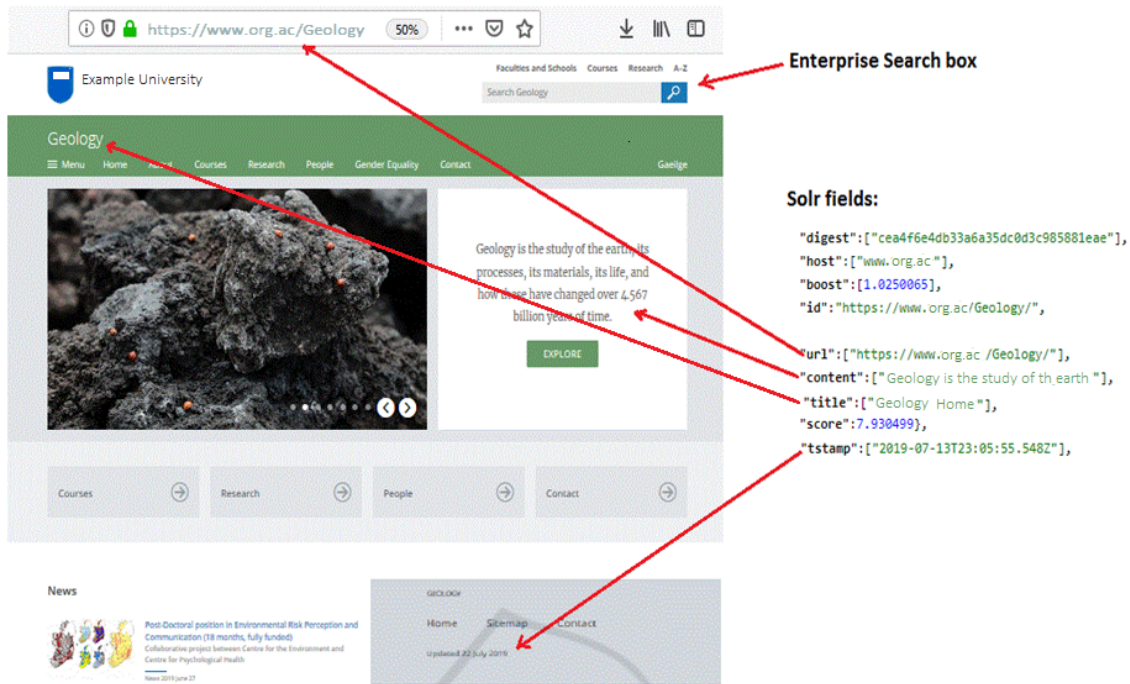 https://www.org.ac/Geology 50%
Enterprise Search box
Example University
Faculties and Schools Courses Research A-Z
Search Geology
Geology
Menu Home About Courses Research People Gender Equality Contact Gaeilge
Geology is the study of the earth, its
processes, its materials, its life, and
how these have changed over 4.567
billion years of time.
EXPLORE
Solr fields:
"digest":["cea4f6e4db33a6a35dc0d3c985881eae"],
"host":["www.org.ac"],
"boost":[1.0250065],
"id":"https://www.org.ac/Geology/",
"url":["https://www.org.ac /Geology/"],
"content":["Geology is the study of th earth "],
"title":["Geology Home"],
"score":7.930499},
"tstamp":["2019-07-13T23:05:55.548Z"],
Courses
Research
People
Contact
News
Post-Doctoral position in Environmental Risk Perception and
Communication (18 months, fully funded)
Collaborative project between Centre for the Environment and
Centre for Psychological Health
News 2019 June 27
GEOLOGY
Home Sitemap Contact
Updated 22 July 2019